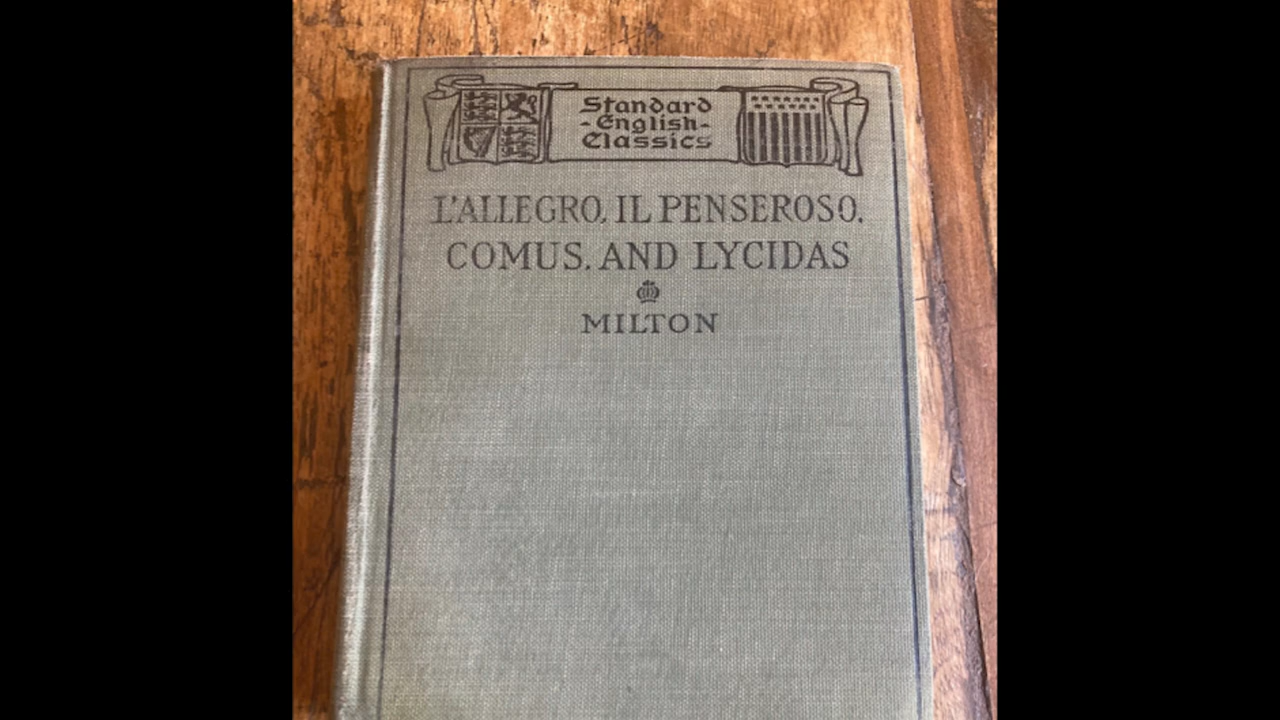 Standard
-English-
Classics
L'ALLEGRO, IL PENSEROSO,
COMUS, AND LYCIDAS
MILTON